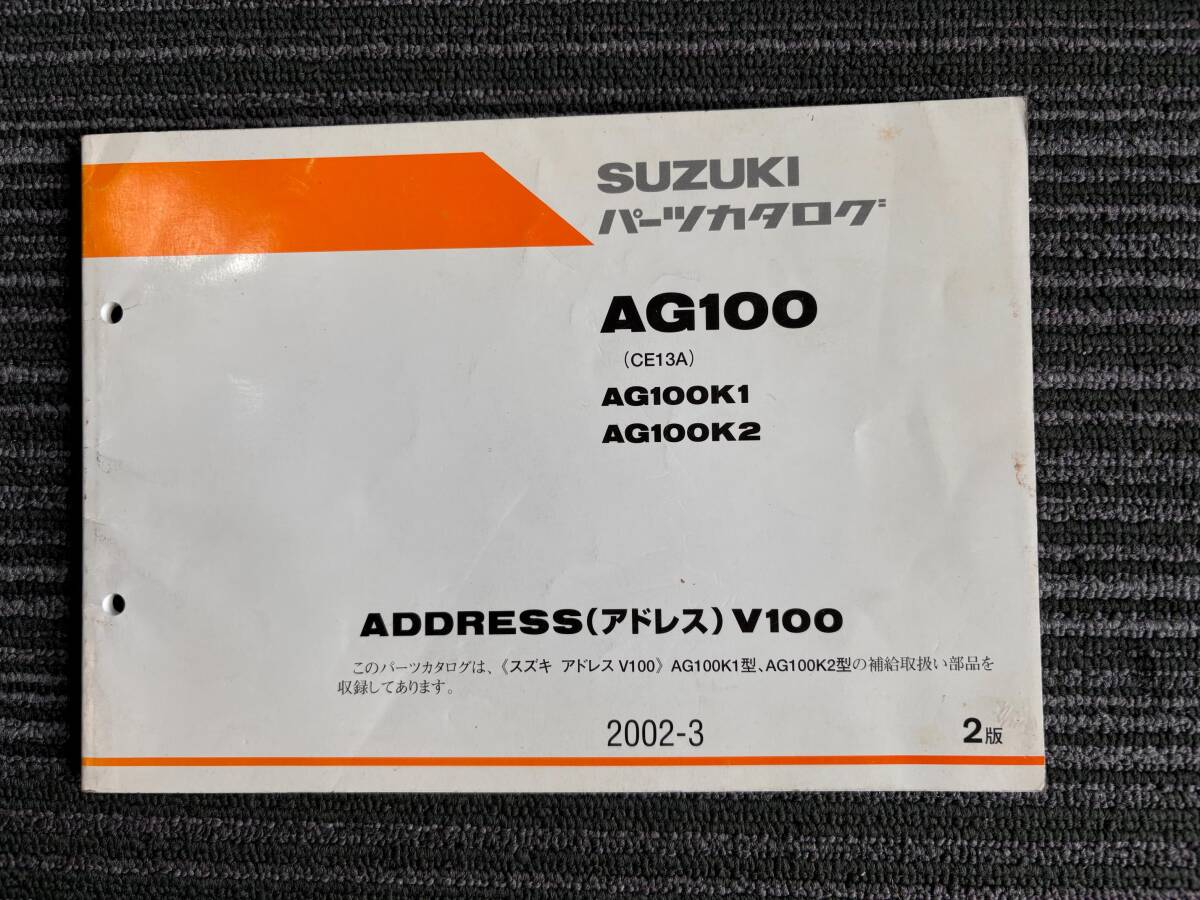 SUZUKI
パーツカタログ
AG100
(CE13A)
AG100K1
AG100K2
ADDRESS(アドレス)V100
このパーツカタログは、《スズキ アドレスV100》AG100K1型、AG100K2型の補給取扱い部品を
収録してあります。
2002-3
2版